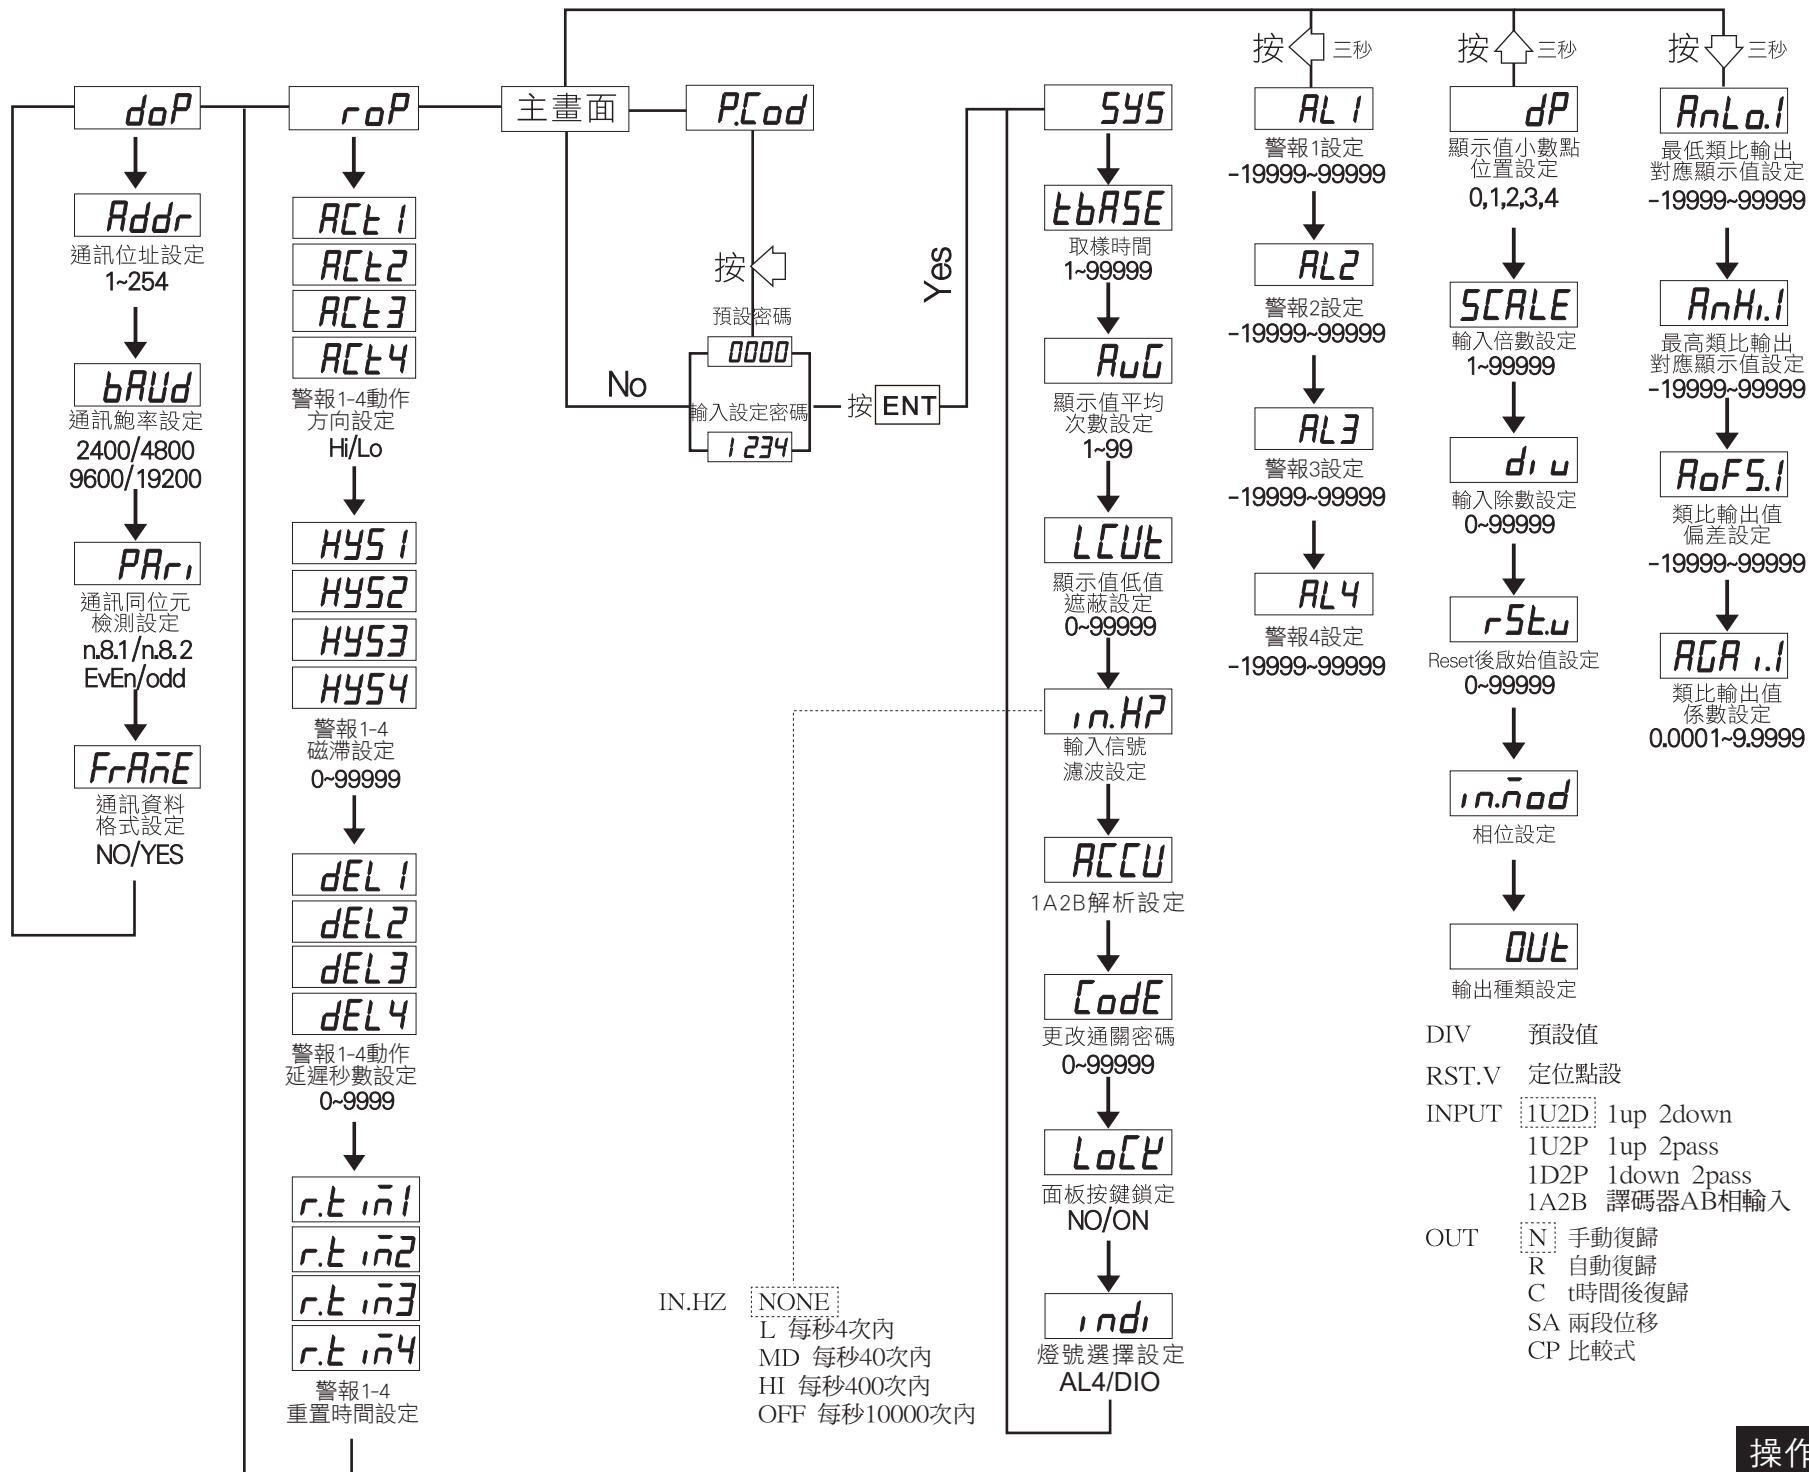 doP
Addr
通訊位址設定
1~254
bAUd
通訊鮑率設定
2400/4800
9600/19200
PAri
通訊同位元
檢測設定
n.8.1/n.8.2
EvEn/odd
FrAmE
通訊資料
格式設定
NO/YES
roP
ACt1
ACt2
ACt3
ACt4
警報1-4動作
方向設定
Hi/Lo
HYS1
HYS2
HYS3
HYS4
警報1-4
磁滯設定
0~99999
dEL1
dEL2
dEL3
dEL4
警報1-4動作
延遲秒數設定
0~9999
r.tim1
r.tim2
r.tim3
r.tim4
警報1-4
重置時間設定
主畫面
P.Cod
按
預設密碼
0000
輸入設定密碼
1234
No
按 ENT
Yes
SYS
tbASE
取樣時間
1~99999
AvG
顯示值平均
次數設定
1~99
LCUt
顯示值低值
遮蔽設定
0~99999
in.HZ
輸入信號
濾波設定
ACCU
1A2B解析設定
CodE
更改通關密碼
0~99999
LoCK
面板按鍵鎖定
NO/ON
indi
燈號選擇設定
AL4/DIO
IN.HZ NONE
L 每秒4次內
MD 每秒40次內
HI 每秒400次內
OFF 每秒10000次內
按 三秒
AL1
警報1設定
-19999~99999
AL2
警報2設定
-19999~99999
AL3
警報3設定
-19999~99999
AL4
警報4設定
-19999~99999
按 三秒
dP
顯示值小數點
位置設定
0,1,2,3,4
SCALE
輸入倍數設定
1~99999
div
輸入除數設定
0~99999
rSt.v
Reset後啟始值設定
0~99999
in.mod
相位設定
OUt
輸出種類設定
按 三秒
AnLo.1
最低類比輸出
對應顯示值設定
-19999~99999
AnHi.1
最高類比輸出
對應顯示值設定
-19999~99999
AoFS.1
類比輸出值
偏差設定
-19999~99999
AGAi.1
類比輸出值
係數設定
0.0001~9.9999
DIV 預設值
RST.V 定位點設
INPUT 1U2D 1up 2down
1U2P 1up 2pass
1D2P 1down 2pass
1A2B 譯碼器AB相輸入
OUT N 手動復歸
R 自動復歸
C t時間後復歸
SA 兩段位移
CP 比較式
操作